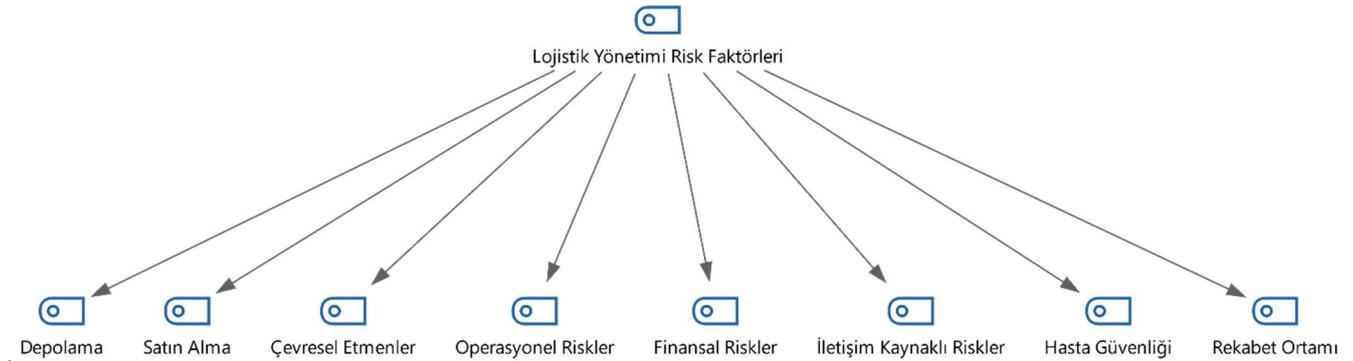 Lojistik Yönetimi Risk Faktörleri
Depolama
Satın Alma
Çevresel Etmenler
Operasyonel Riskler
Finansal Riskler
İletişim Kaynaklı Riskler
Hasta Güvenliği
Rekabet Ortamı